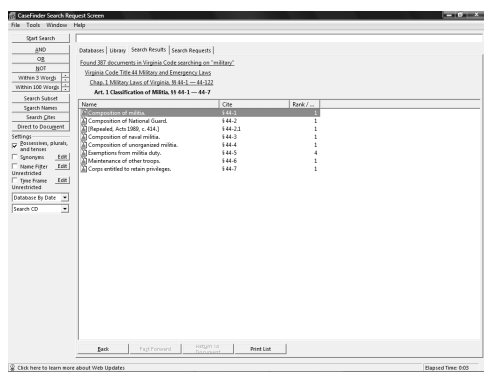 CaseFinder Search Request Screen
File Tools Window Help
Start Search
AND
OR
NOT
Within 3 Words
Within 100 Words
Search Subset
Search Names
Search Cites
Direct to Document
Settings
Possessives, plurals, and tenses
Synonyms Edit
Name Filter Edit
Unrestricted
Time Frame Edit
Unrestricted
Database By Date
Search CD
Databases Library Search Results Search Requests
Found 387 documents in Virginia Code searching on "military"
Virginia Code Title 44 Military and Emergency Laws
Chap. 1 Military Laws of Virginia, §§ 44-1 — 44-122
Art. 1 Classification of Militia, §§ 44-1 — 44-7
Name Cite Rank / ...
Composition of militia. § 44-1 1
Composition of National Guard. § 44-2 1
[Repealed, Acts 1989, c. 414.] § 44-2.1 1
Composition of naval militia. § 44-3 1
Composition of unorganized militia. § 44-4 1
Exemptions from militia duty. § 44-5 4
Maintenance of other troops. § 44-6 1
Corps entitled to retain privileges. § 44-7 1
Back Fast Forward Return To Document Print List
Click here to learn more about Web Updates Elapsed Time: 0:03